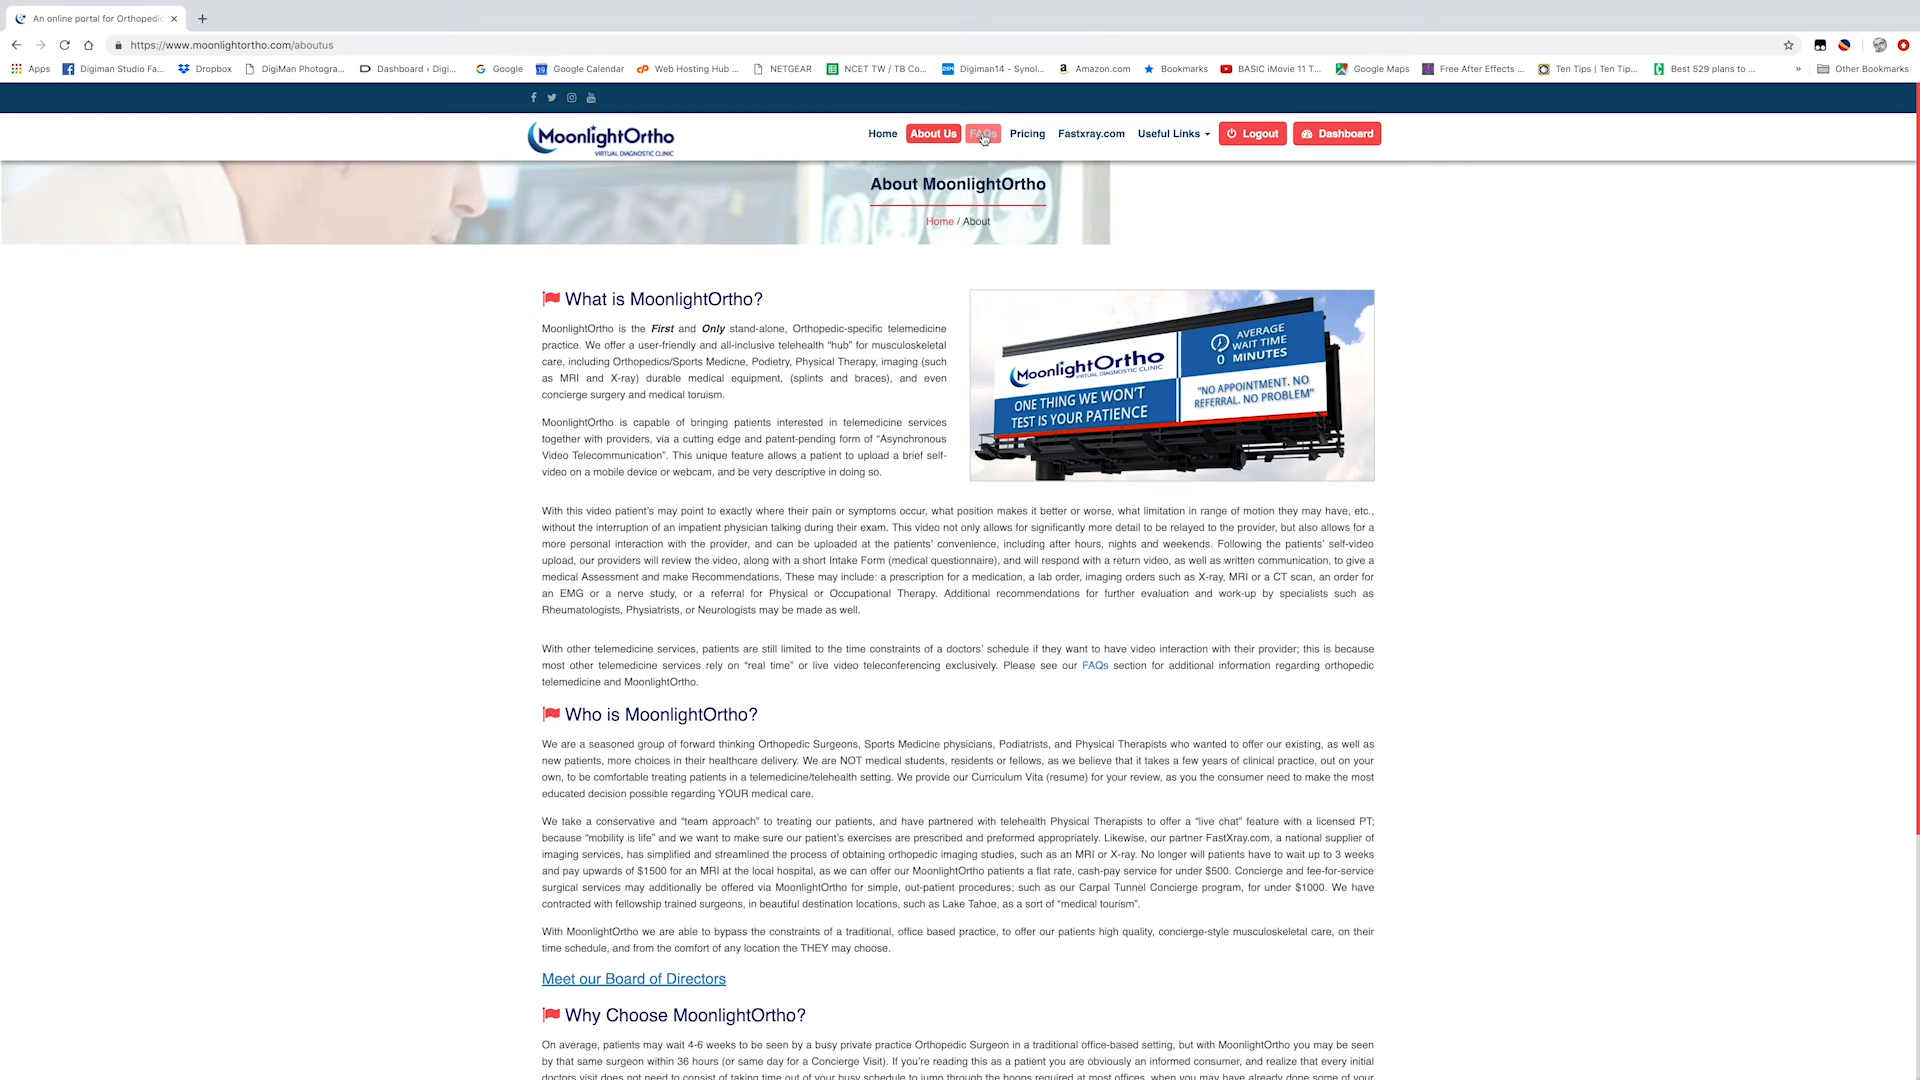 An online portal for Orthopedic
https://www.moonlightortho.com/aboutus
Apps Digiman Studio Fa... Dropbox DigiMan Photogra... Dashboard ‹ Digi... Google Google Calendar Web Hosting Hub ... NETGEAR NCET TW / TB Co... Digiman14 - Synol... Amazon.com Bookmarks BASIC iMovie 11 T... Google Maps Free After Effects ... Ten Tips | Ten Tip... Best 529 plans to ... » Other Bookmarks
MoonlightOrtho
VIRTUAL DIAGNOSTIC CLINIC
Home About Us FAQs Pricing Fastxray.com Useful Links Logout Dashboard
About MoonlightOrtho
Home / About
What is MoonlightOrtho?
MoonlightOrtho is the First and Only stand-alone, Orthopedic-specific telemedicine
practice. We offer a user-friendly and all-inclusive telehealth “hub” for musculoskeletal
care, including Orthopedics/Sports Medicne, Podietry, Physical Therapy, imaging (such
as MRI and X-ray) durable medical equipment, (splints and braces), and even
concierge surgery and medical toruism.
MoonlightOrtho is capable of bringing patients interested in telemedicine services
together with providers, via a cutting edge and patent-pending form of “Asynchronous
Video Telecommunication”. This unique feature allows a patient to upload a brief self-
video on a mobile device or webcam, and be very descriptive in doing so.
MoonlightOrtho
VIRTUAL DIAGNOSTIC CLINIC
AVERAGE
WAIT TIME
0 MINUTES
ONE THING WE WON'T
TEST IS YOUR PATIENCE
“NO APPOINTMENT. NO
REFERRAL. NO PROBLEM”
With this video patient’s may point to exactly where their pain or symptoms occur, what position makes it better or worse, what limitation in range of motion they may have, etc.,
without the interruption of an impatient physician talking during their exam. This video not only allows for significantly more detail to be relayed to the provider, but also allows for a
more personal interaction with the provider, and can be uploaded at the patients’ convenience, including after hours, nights and weekends. Following the patients’ self-video
upload, our providers will review the video, along with a short Intake Form (medical questionnaire), and will respond with a return video, as well as written communication, to give a
medical Assessment and make Recommendations. These may include: a prescription for a medication, a lab order, imaging orders such as X-ray, MRI or a CT scan, an order for
an EMG or a nerve study, or a referral for Physical or Occupational Therapy. Additional recommendations for further evaluation and work-up by specialists such as
Rheumatologists, Physiatrists, or Neurologists may be made as well.
With other telemedicine services, patients are still limited to the time constraints of a doctors’ schedule if they want to have video interaction with their provider; this is because
most other telemedicine services rely on “real time” or live video teleconferencing exclusively. Please see our FAQs section for additional information regarding orthopedic
telemedicine and MoonlightOrtho.
Who is MoonlightOrtho?
We are a seasoned group of forward thinking Orthopedic Surgeons, Sports Medicine physicians, Podiatrists, and Physical Therapists who wanted to offer our existing, as well as
new patients, more choices in their healthcare delivery. We are NOT medical students, residents or fellows, as we believe that it takes a few years of clinical practice, out on your
own, to be comfortable treating patients in a telemedicine/telehealth setting. We provide our Curriculum Vita (resume) for your review, as you the consumer need to make the most
educated decision possible regarding YOUR medical care.
We take a conservative and “team approach” to treating our patients, and have partnered with telehealth Physical Therapists to offer a “live chat” feature with a licensed PT;
because “mobility is life” and we want to make sure our patient’s exercises are prescribed and preformed appropriately. Likewise, our partner FastXray.com, a national supplier of
imaging services, has simplified and streamlined the process of obtaining orthopedic imaging studies, such as an MRI or X-ray. No longer will patients have to wait up to 3 weeks
and pay upwards of $1500 for an MRI at the local hospital, as we can offer our MoonlightOrtho patients a flat rate, cash-pay service for under $500. Concierge and fee-for-service
surgical services may additionally be offered via MoonlightOrtho for simple, out-patient procedures; such as our Carpal Tunnel Concierge program, for under $1000. We have
contracted with fellowship trained surgeons, in beautiful destination locations, such as Lake Tahoe, as a sort of “medical tourism”.
With MoonlightOrtho we are able to bypass the constraints of a traditional, office based practice, to offer our patients high quality, concierge-style musculoskeletal care, on their
time schedule, and from the comfort of any location the THEY may choose.
Meet our Board of Directors
Why Choose MoonlightOrtho?
On average, patients may wait 4-6 weeks to be seen by a busy private practice Orthopedic Surgeon in a traditional office-based setting, but with MoonlightOrtho you may be seen
by that same surgeon within 36 hours (or same day for a Concierge Visit). If you’re reading this as a patient you are obviously an informed consumer, and realize that every initial
doctors visit does not need to consist of taking time out of your busy schedule to jump through the hoops required at most offices, when you may have already done some of your